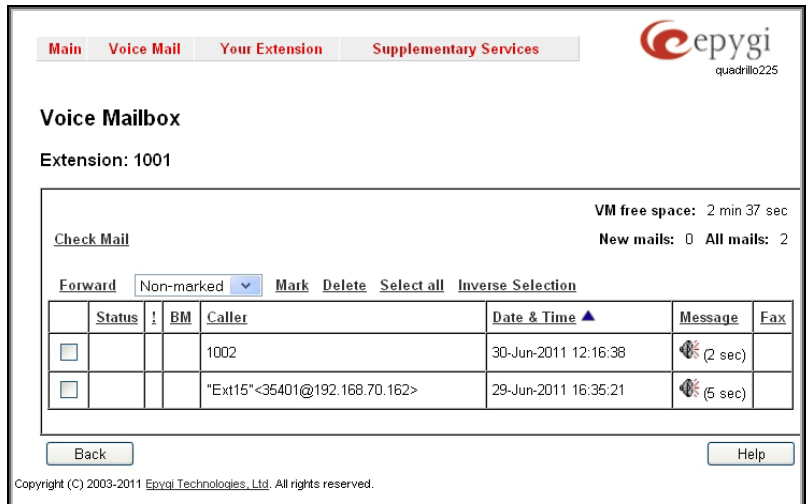 Main Voice Mail Your Extension Supplementary Services
epygi
quadrillo225
Voice Mailbox
Extension: 1001
VM free space: 2 min 37 sec
Check Mail New mails: 0 All mails: 2
Forward Non-marked Mark Delete Select all Inverse Selection
Status ! BM Caller Date & Time Message Fax
1002 30-Jun-2011 12:16:38 (2 sec)
"Ext15"<35401@192.168.70.162> 29-Jun-2011 16:35:21 (5 sec)
Back Help
Copyright (C) 2003-2011 Epygi Technologies, Ltd. All rights reserved.